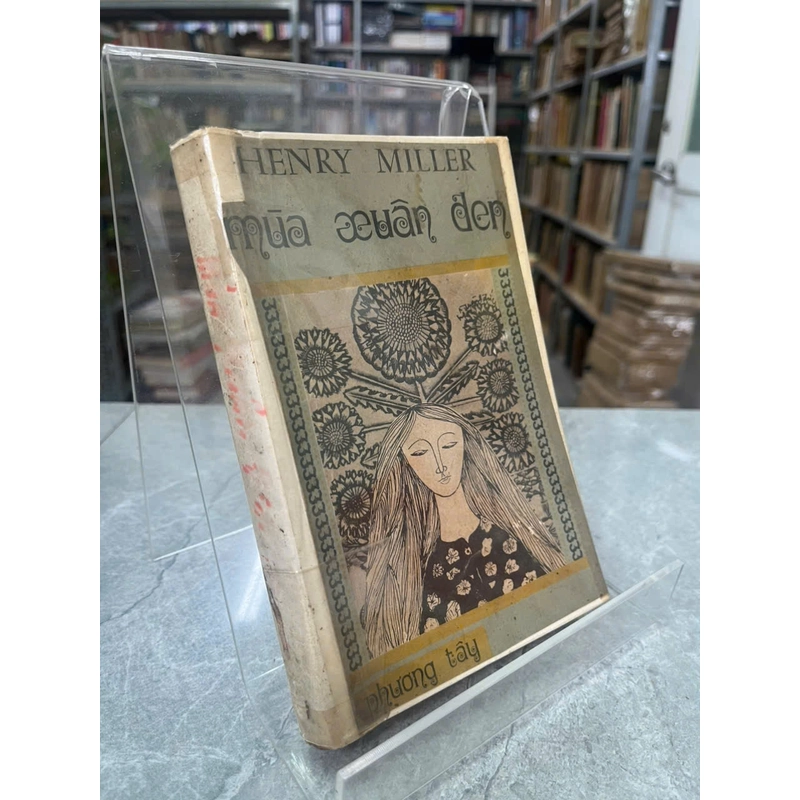 HENRY MILLER
mùa xuân đen
phương tây